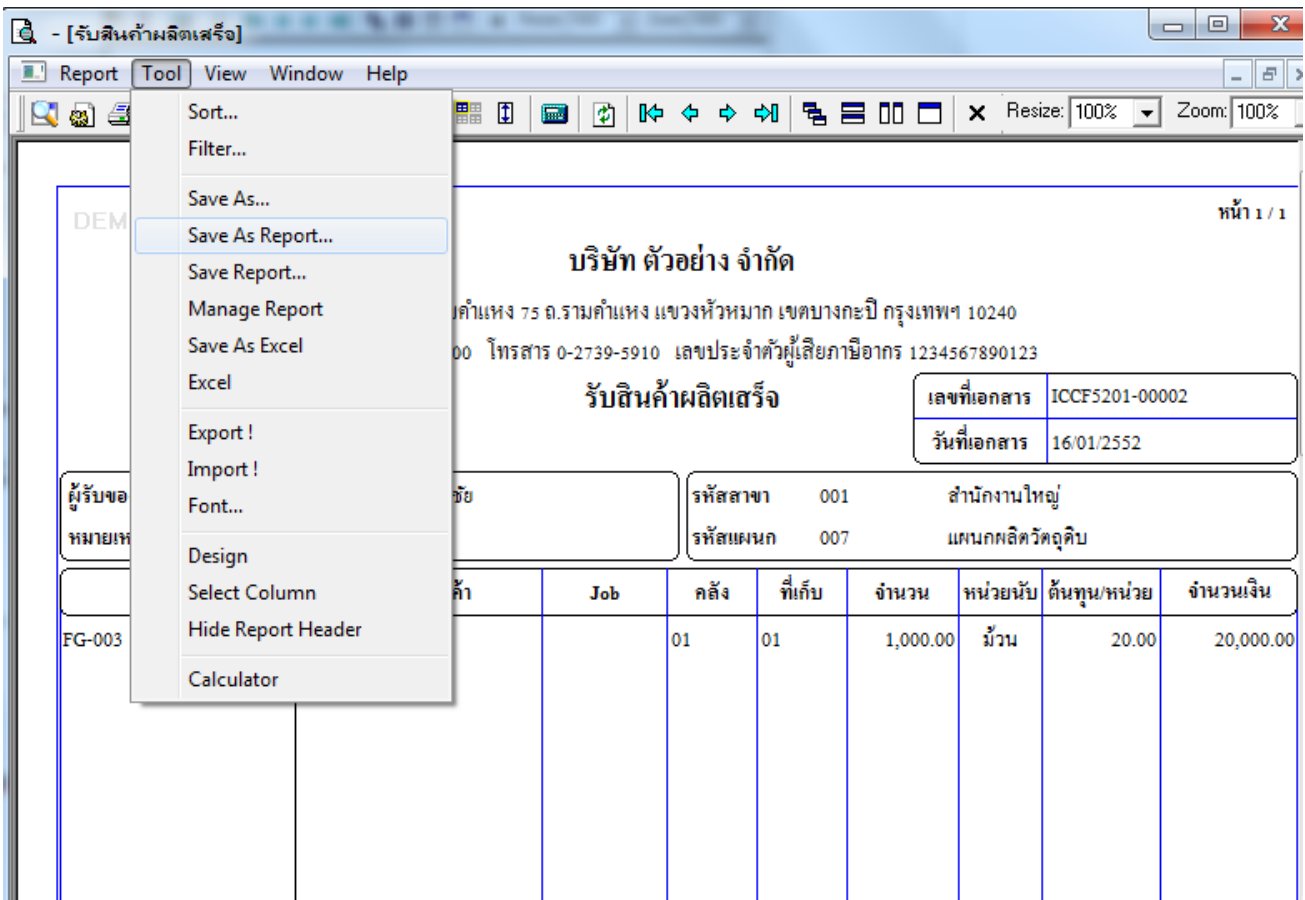 - [รับสินค้าผลิตเสร็จ]
Report Tool View Window Help
Resize: 100% Zoom: 100%
Sort...
Filter...
Save As...
Save As Report...
Save Report...
Manage Report
Save As Excel
Excel
Export !
Import !
Font...
Design
Select Column
Hide Report Header
Calculator
DEM
หน้า 1 / 1
บริษัท ตัวอย่าง จำกัด
75 ถ.รามคำแหง แขวงหัวหมาก เขตบางกะปิ กรุงเทพฯ 10240
00 โทรสาร 0-2739-5910 เลขประจำตัวผู้เสียภาษีอากร 1234567890123
รับสินค้าผลิตเสร็จ
เลขที่เอกสาร ICCF5201-00002
วันที่เอกสาร 16/01/2552
ผู้รับขอ ชัย รหัสสาขา 001 สำนักงานใหญ่
หมายเห รหัสแผนก 007 แผนกผลิตวัตถุดิบ
ค้า Job คลัง ที่เก็บ จำนวน หน่วยนับ ต้นทุน/หน่วย จำนวนเงิน
FG-003 01 01 1,000.00 ม้วน 20.00 20,000.00